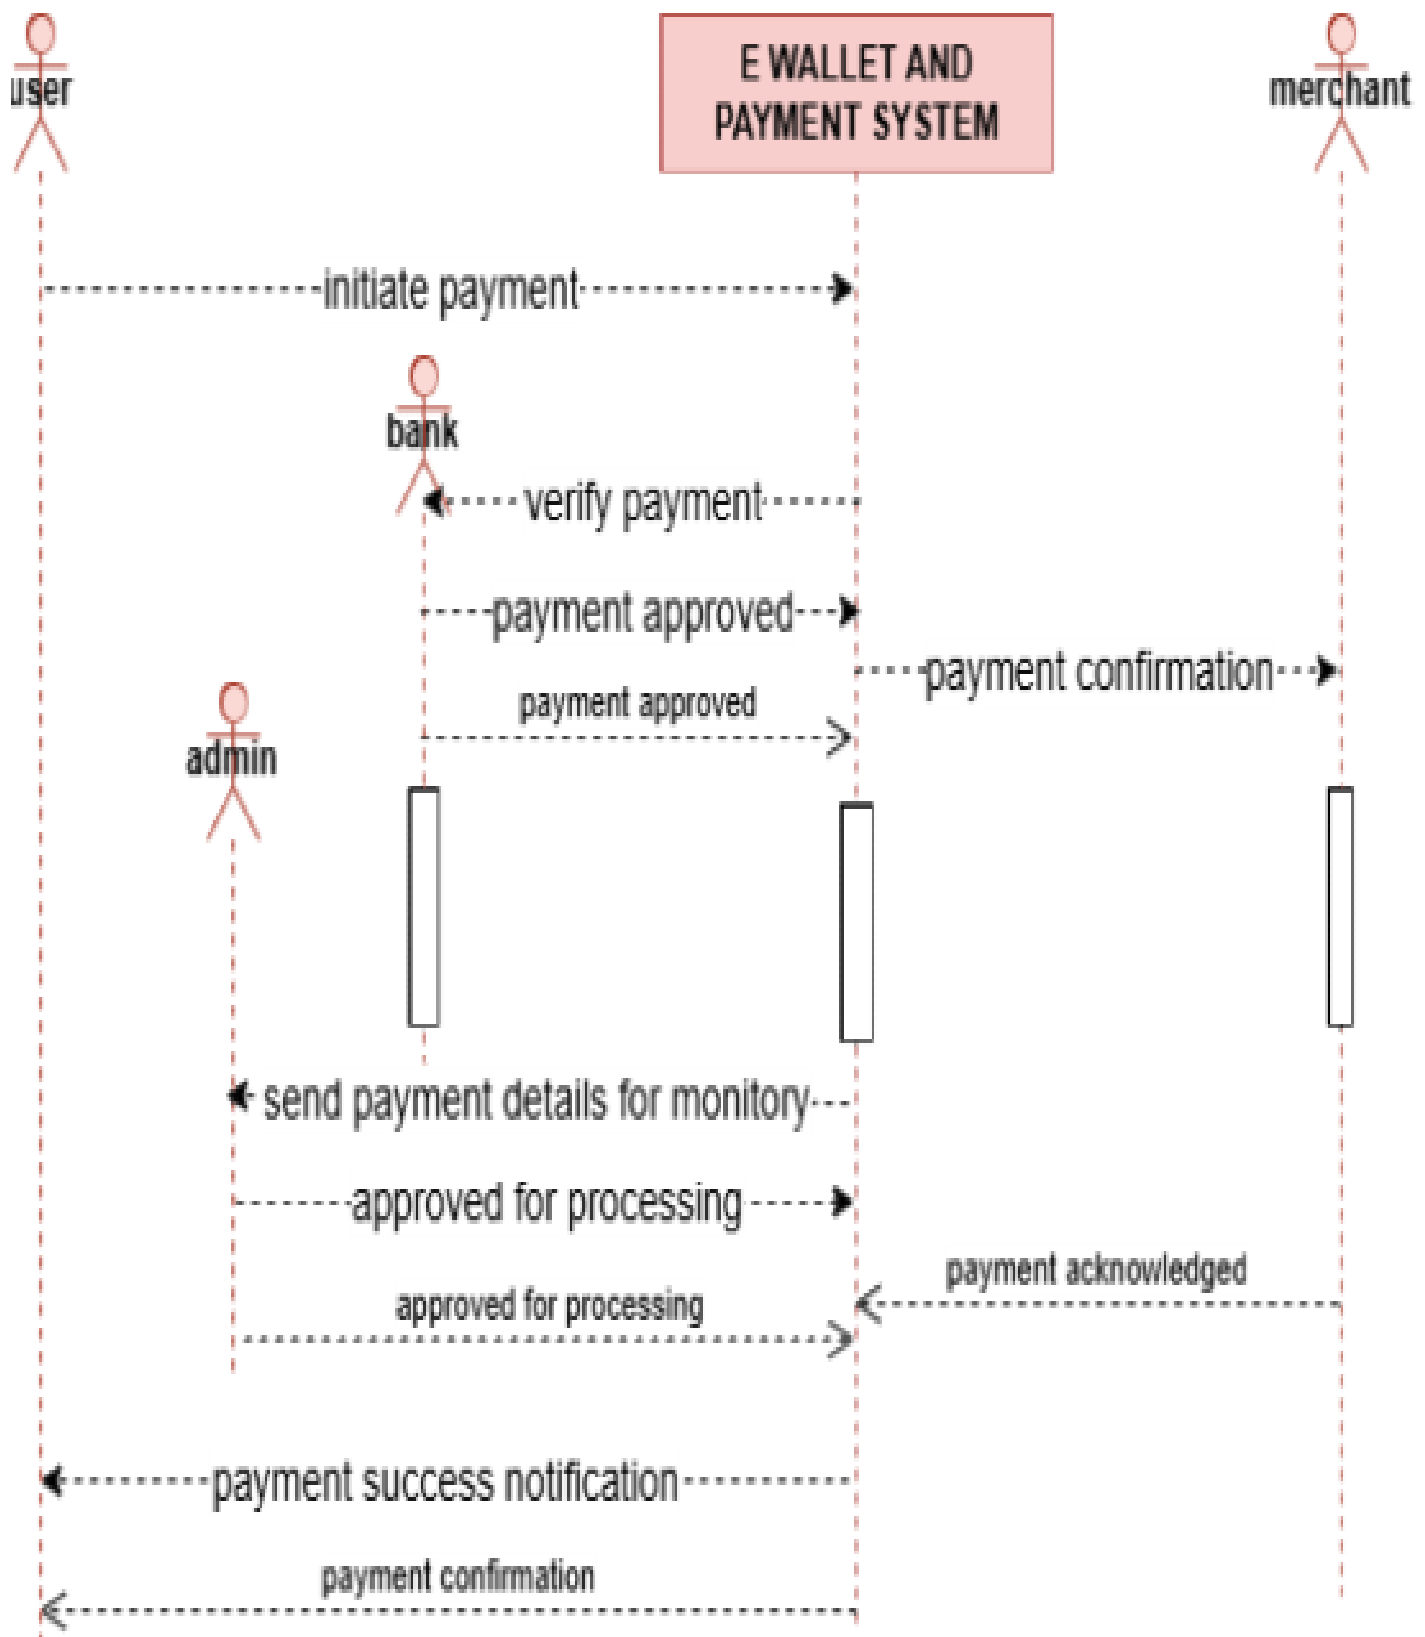 user
E WALLET AND
PAYMENT SYSTEM
merchant
initiate payment
bank
verify payment
payment approved
payment confirmation
payment approved
admin
send payment details for monitory
approved for processing
payment acknowledged
approved for processing
payment success notification
payment confirmation